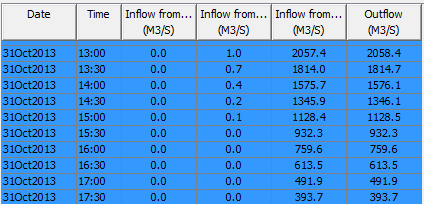 Date Time Inflow from... Inflow from... Inflow from... Outflow
(M3/S) (M3/S) (M3/S) (M3/S)
31Oct2013 13:00 0.0 1.0 2057.4 2058.4
31Oct2013 13:30 0.0 0.7 1814.0 1814.7
31Oct2013 14:00 0.0 0.4 1575.7 1576.1
31Oct2013 14:30 0.0 0.2 1345.9 1346.1
31Oct2013 15:00 0.0 0.1 1128.4 1128.5
31Oct2013 15:30 0.0 0.0 932.3 932.3
31Oct2013 16:00 0.0 0.0 759.6 759.6
31Oct2013 16:30 0.0 0.0 613.5 613.5
31Oct2013 17:00 0.0 0.0 491.9 491.9
31Oct2013 17:30 0.0 0.0 393.7 393.7